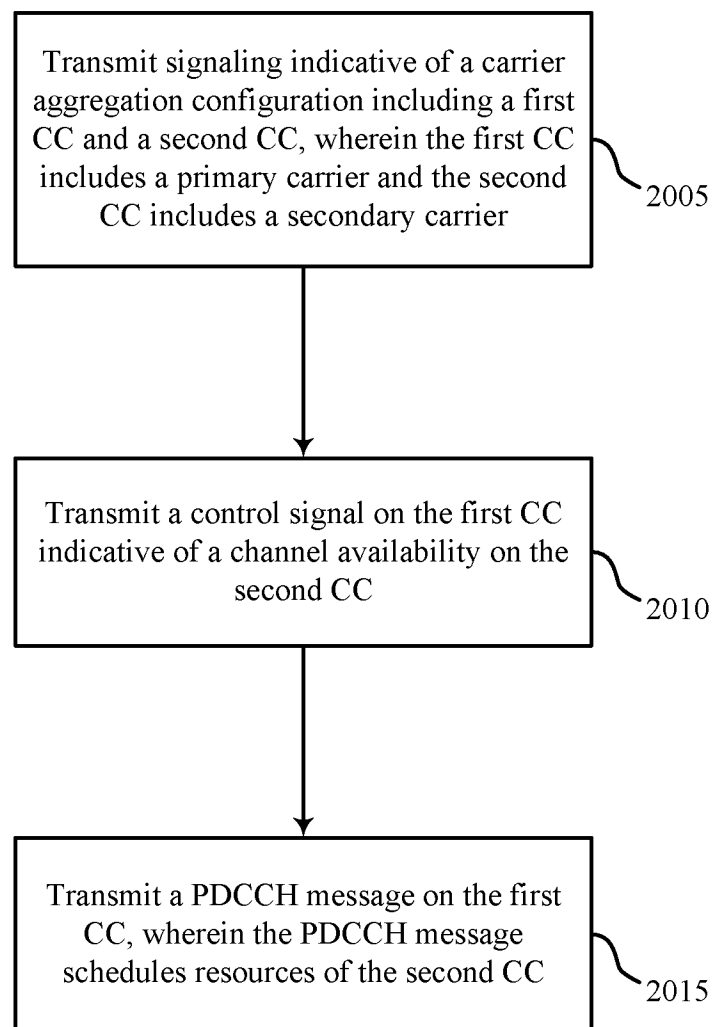 Transmit signaling indicative of a carrier
aggregation configuration including a first
CC and a second CC, wherein the first CC
includes a primary carrier and the second
CC includes a secondary carrier
2005
Transmit a control signal on the first CC
indicative of a channel availability on the
second CC
2010
Transmit a PDCCH message on the first
CC, wherein the PDCCH message
schedules resources of the second CC
2015